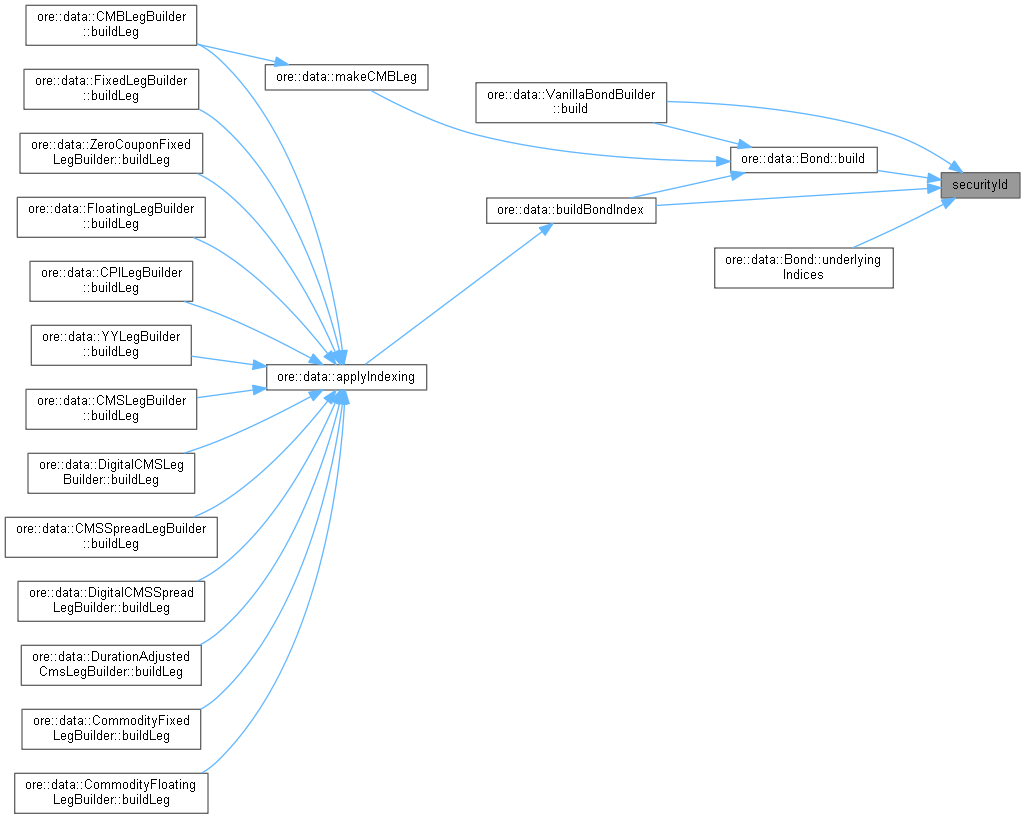 ore::data::CMBLegBuilder
::buildLeg
ore::data::makeCMBLeg
ore::data::FixedLegBuilder
::buildLeg
ore::data::VanillaBondBuilder
::build
ore::data::ZeroCouponFixed
LegBuilder::buildLeg
ore::data::Bond::build
securityId
ore::data::FloatingLegBuilder
::buildLeg
ore::data::buildBondIndex
ore::data::Bond::underlying
Indices
ore::data::CPILegBuilder
::buildLeg
ore::data::YYLegBuilder
::buildLeg
ore::data::applyIndexing
ore::data::CMSLegBuilder
::buildLeg
ore::data::DigitalCMSLeg
Builder::buildLeg
ore::data::CMSSpreadLegBuilder
::buildLeg
ore::data::DigitalCMSSpread
LegBuilder::buildLeg
ore::data::DurationAdjusted
CmsLegBuilder::buildLeg
ore::data::CommodityFixed
LegBuilder::buildLeg
ore::data::CommodityFloating
LegBuilder::buildLeg